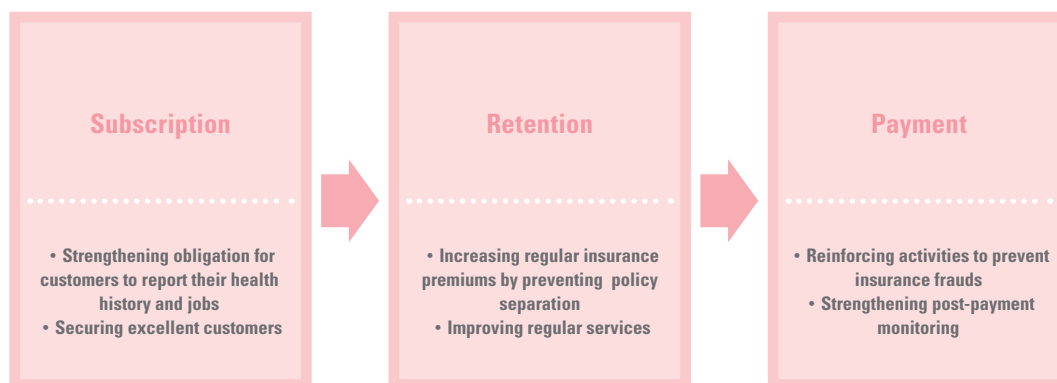 Subscription
• Strengthening obligation for
customers to report their health
history and jobs
• Securing excellent customers
Retention
• Increasing regular insurance
premiums by preventing policy
separation
• Improving regular services
Payment
• Reinforcing activities to prevent
insurance frauds
• Strengthening post-payment
monitoring